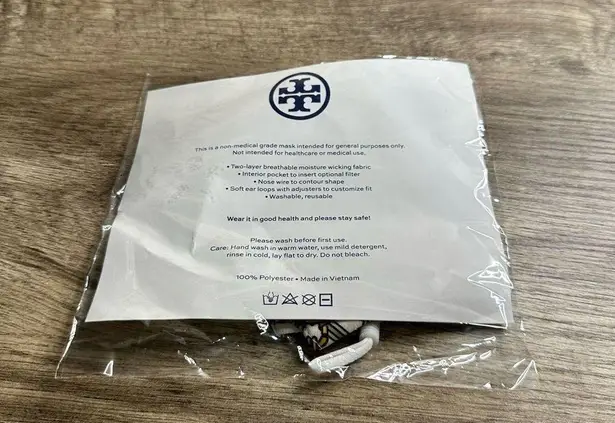 This is a non-medical grade mask intended for general purposes only.
Not intended for healthcare or medical use.
• Two-layer breathable moisture wicking fabric
• Interior pocket to insert optional filter
• Nose wire to contour shape
• Soft ear loops with adjusters to customize fit
• Washable, reusable
Wear it in good health and please stay safe!
Please wash before first use.
Care: Hand wash in warm water, use mild detergent,
rinse in cold, lay flat to dry. Do not bleach.
100% Polyester • Made in Vietnam